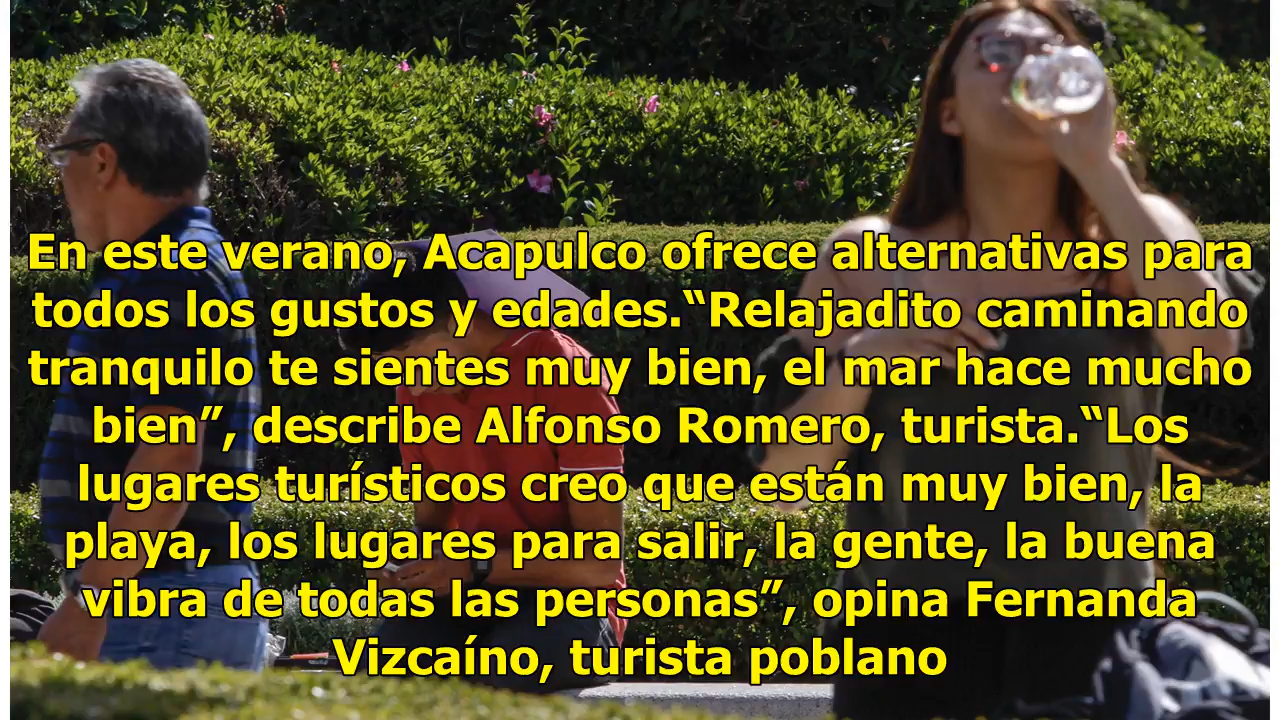 En este verano, Acapulco ofrece alternativas para
todos los gustos y edades.“Relajadito caminando
tranquilo te sientes muy bien, el mar hace mucho
bien”, describe Alfonso Romero, turista.“Los
lugares turísticos creo que están muy bien, la
playa, los lugares para salir, la gente, la buena
vibra de todas las personas”, opina Fernanda
Vizcaíno, turista poblano